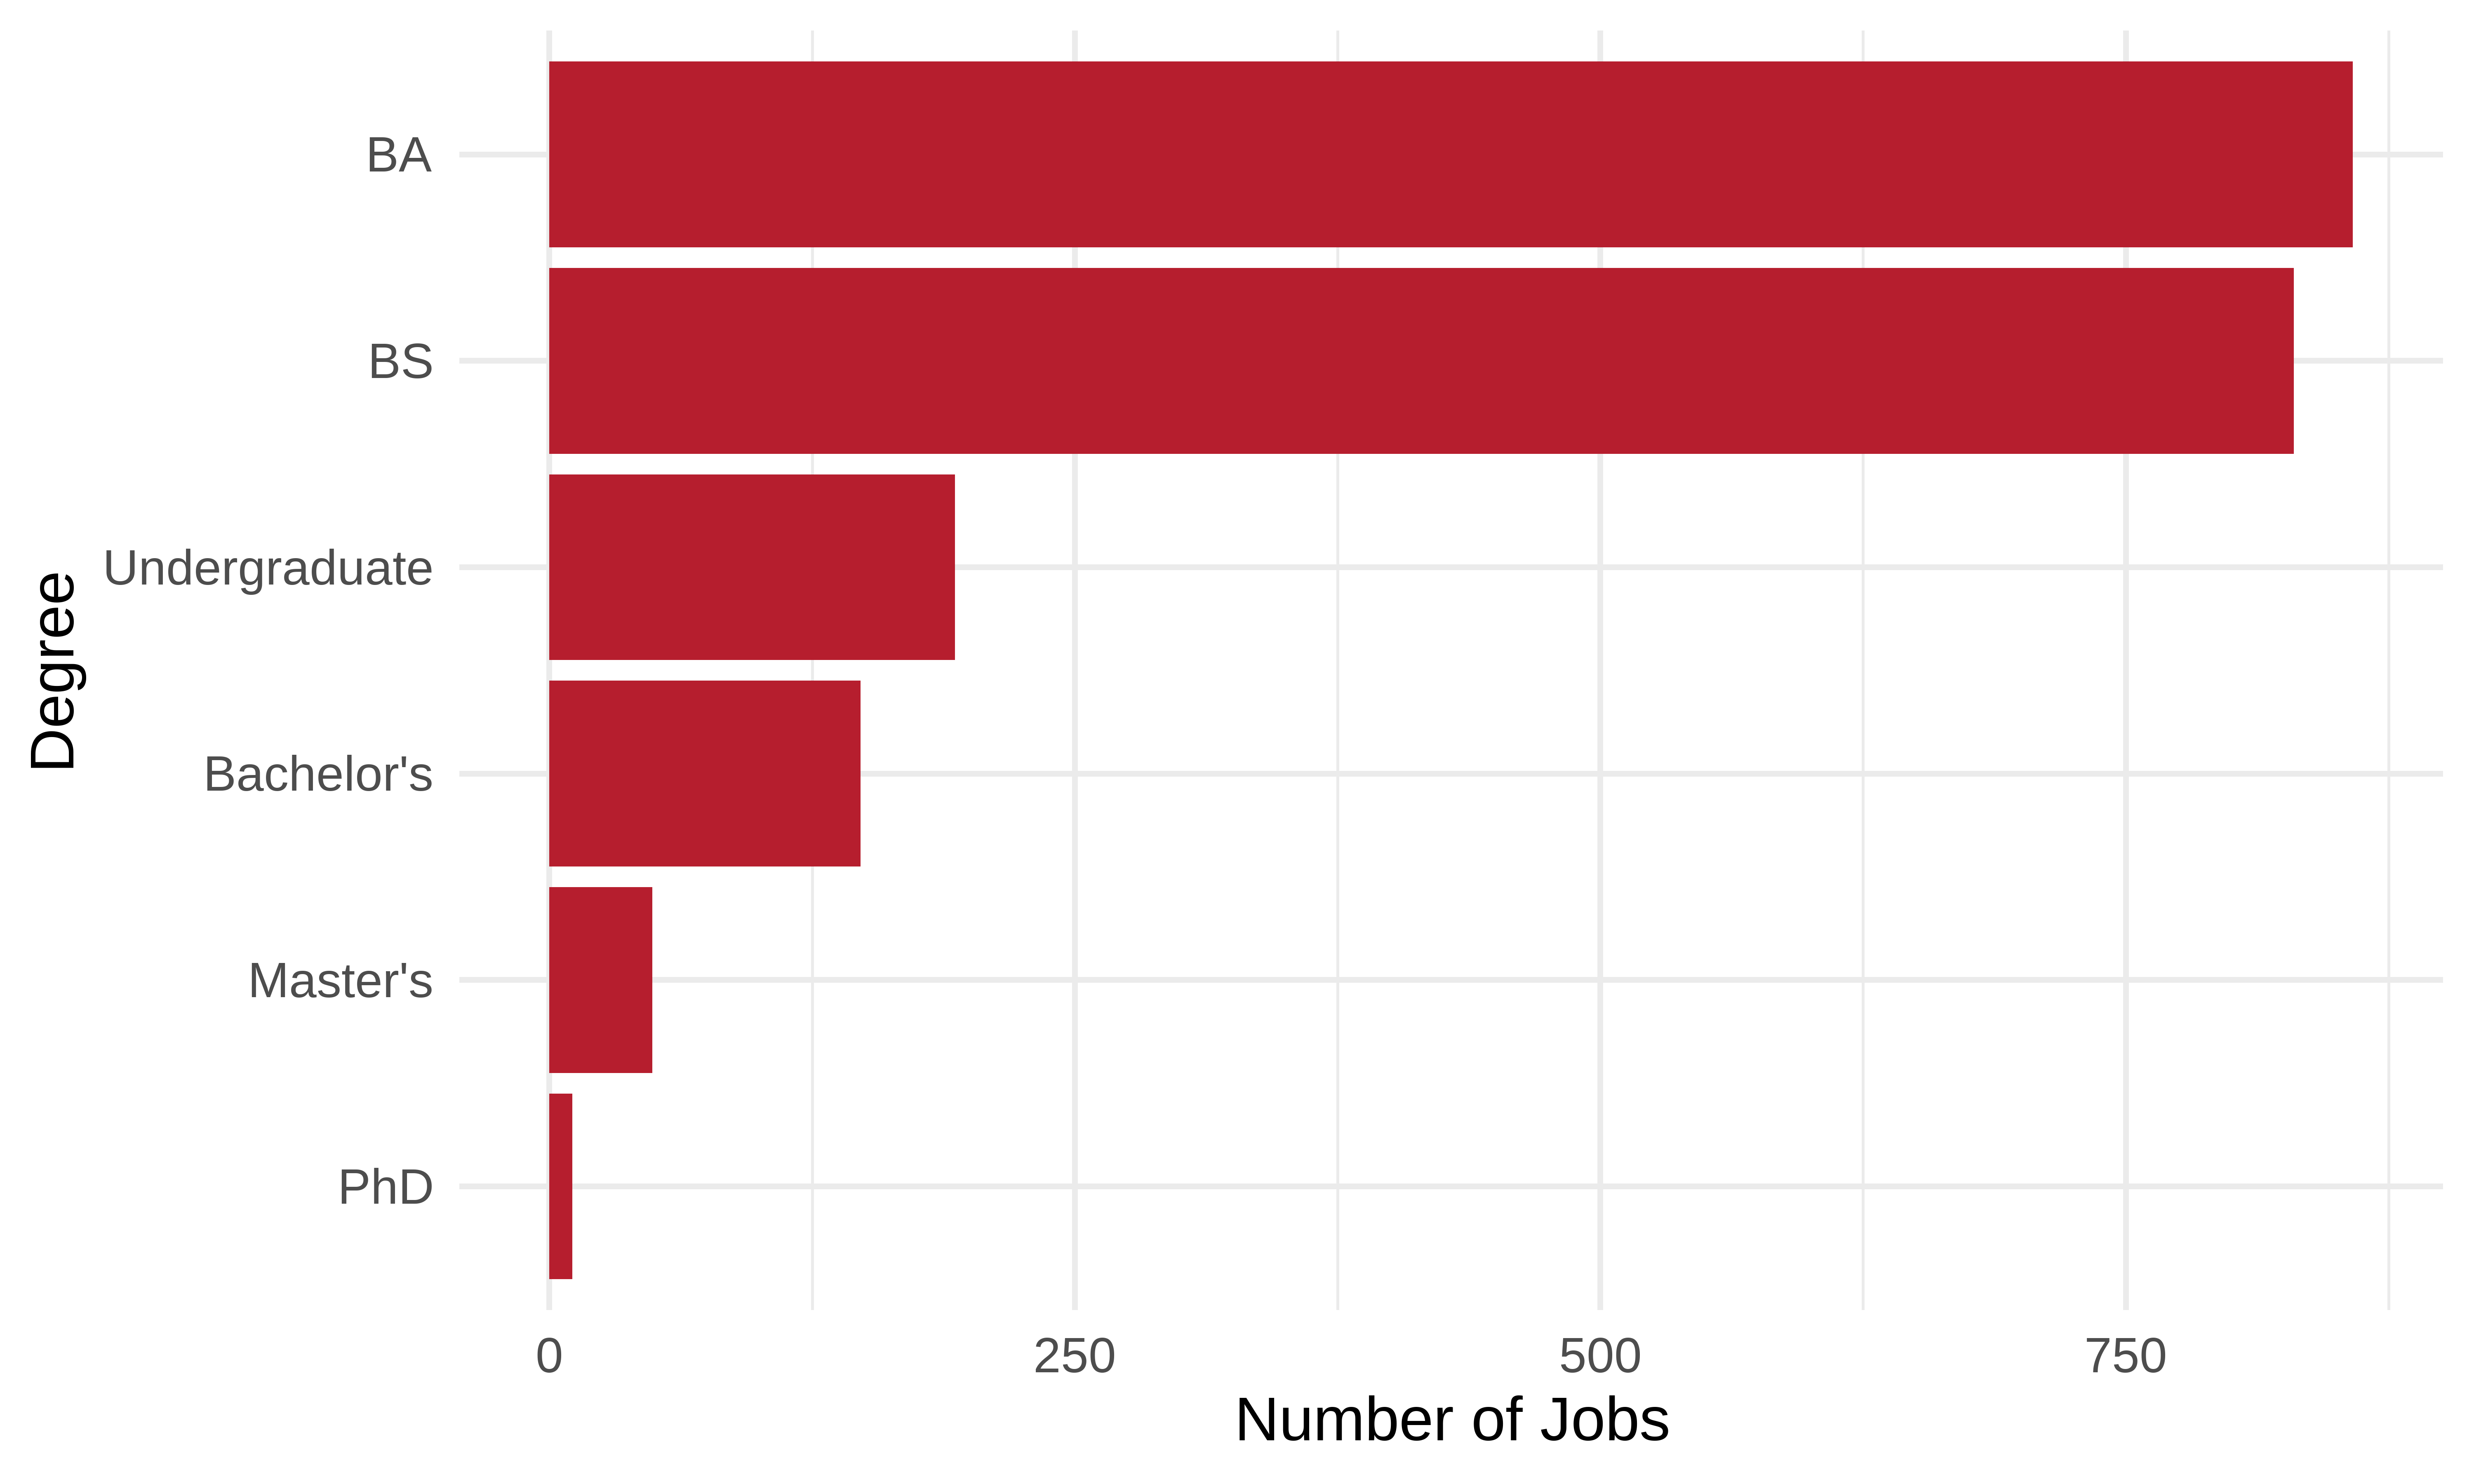 BA
BS
Undergraduate
Bachelor's
Master's
PhD
Degree
0 250 500 750
Number of Jobs